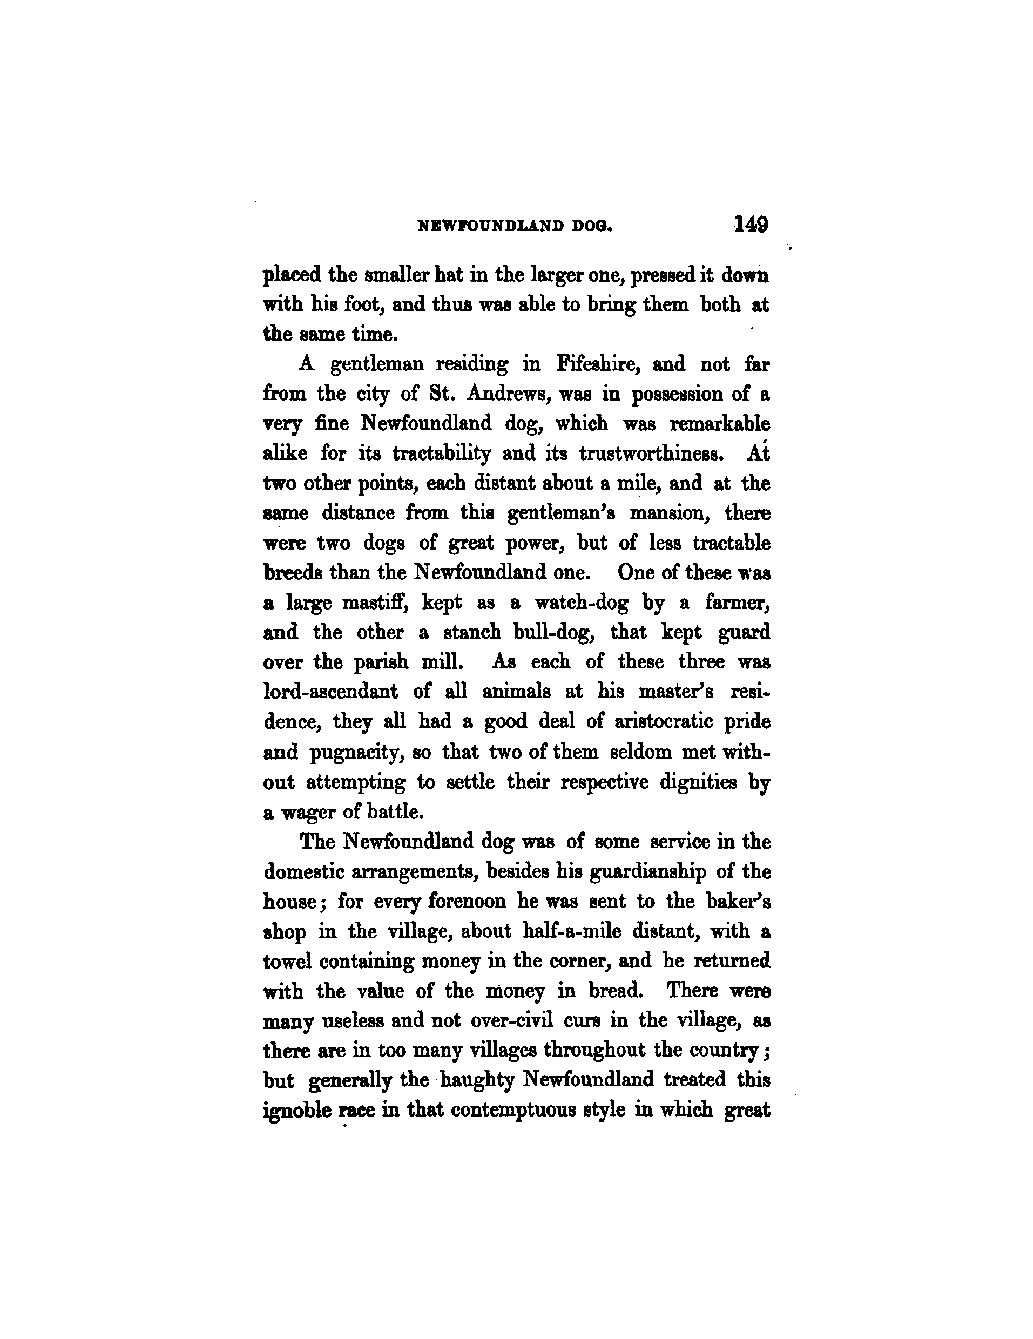 NEWFOUNDLAND DOG. 149
placed the smaller hat in the larger one, pressed it down
with his foot, and thus was able to bring them both at
the same time.
A gentleman residing in Fifeshire, and not far
from the city of St. Andrews, was in possession of a
very fine Newfoundland dog, which was remarkable
alike for its tractability and its trustworthiness. At
two other points, each distant about a mile, and at the
same distance from this gentleman's mansion, there
were two dogs of great power, but of less tractable
breeds than the Newfoundland one. One of these was
a large mastiff, kept as a watch-dog by a farmer,
and the other a stanch bull-dog, that kept guard
over the parish mill. As each of these three was
lord-ascendant of all animals at his master's resi-
dence, they all had a good deal of aristocratic pride
and pugnacity, so that two of them seldom met with-
out attempting to settle their respective dignities by
a wager of battle.
The Newfoundland dog was of some service in the
domestic arrangements, besides his guardianship of the
house; for every forenoon he was sent to the baker's
shop in the village, about half-a-mile distant, with a
towel containing money in the corner, and he returned
with the value of the money in bread. There were
many useless and not over-civil curs in the village, as
there are in too many villages throughout the country;
but generally the haughty Newfoundland treated this
ignoble race in that contemptuous style in which great